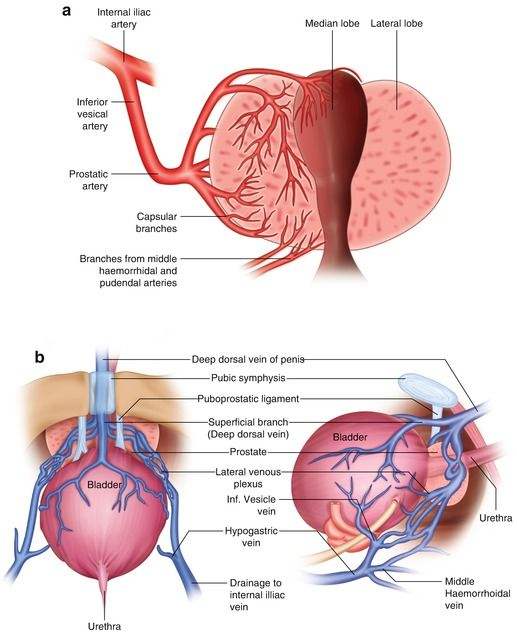 a
Internal iliac
artery
Median lobe
Lateral lobe
Inferior
vesical
artery
Prostatic
artery
Capsular
branches
Branches from middle
haemorrhidal and
pudendal arteries
b
Deep dorsal vein of penis
Pubic symphysis
Puboprostatic ligament
Superficial branch
(Deep dorsal vein)
Bladder
Prostate
Lateral venous
plexus
Bladder
Inf. Vesicle
vein
Urethra
Hypogastric
vein
Drainage to
internal illiac
vein
Middle
Haemorrhoidal
vein
Urethra